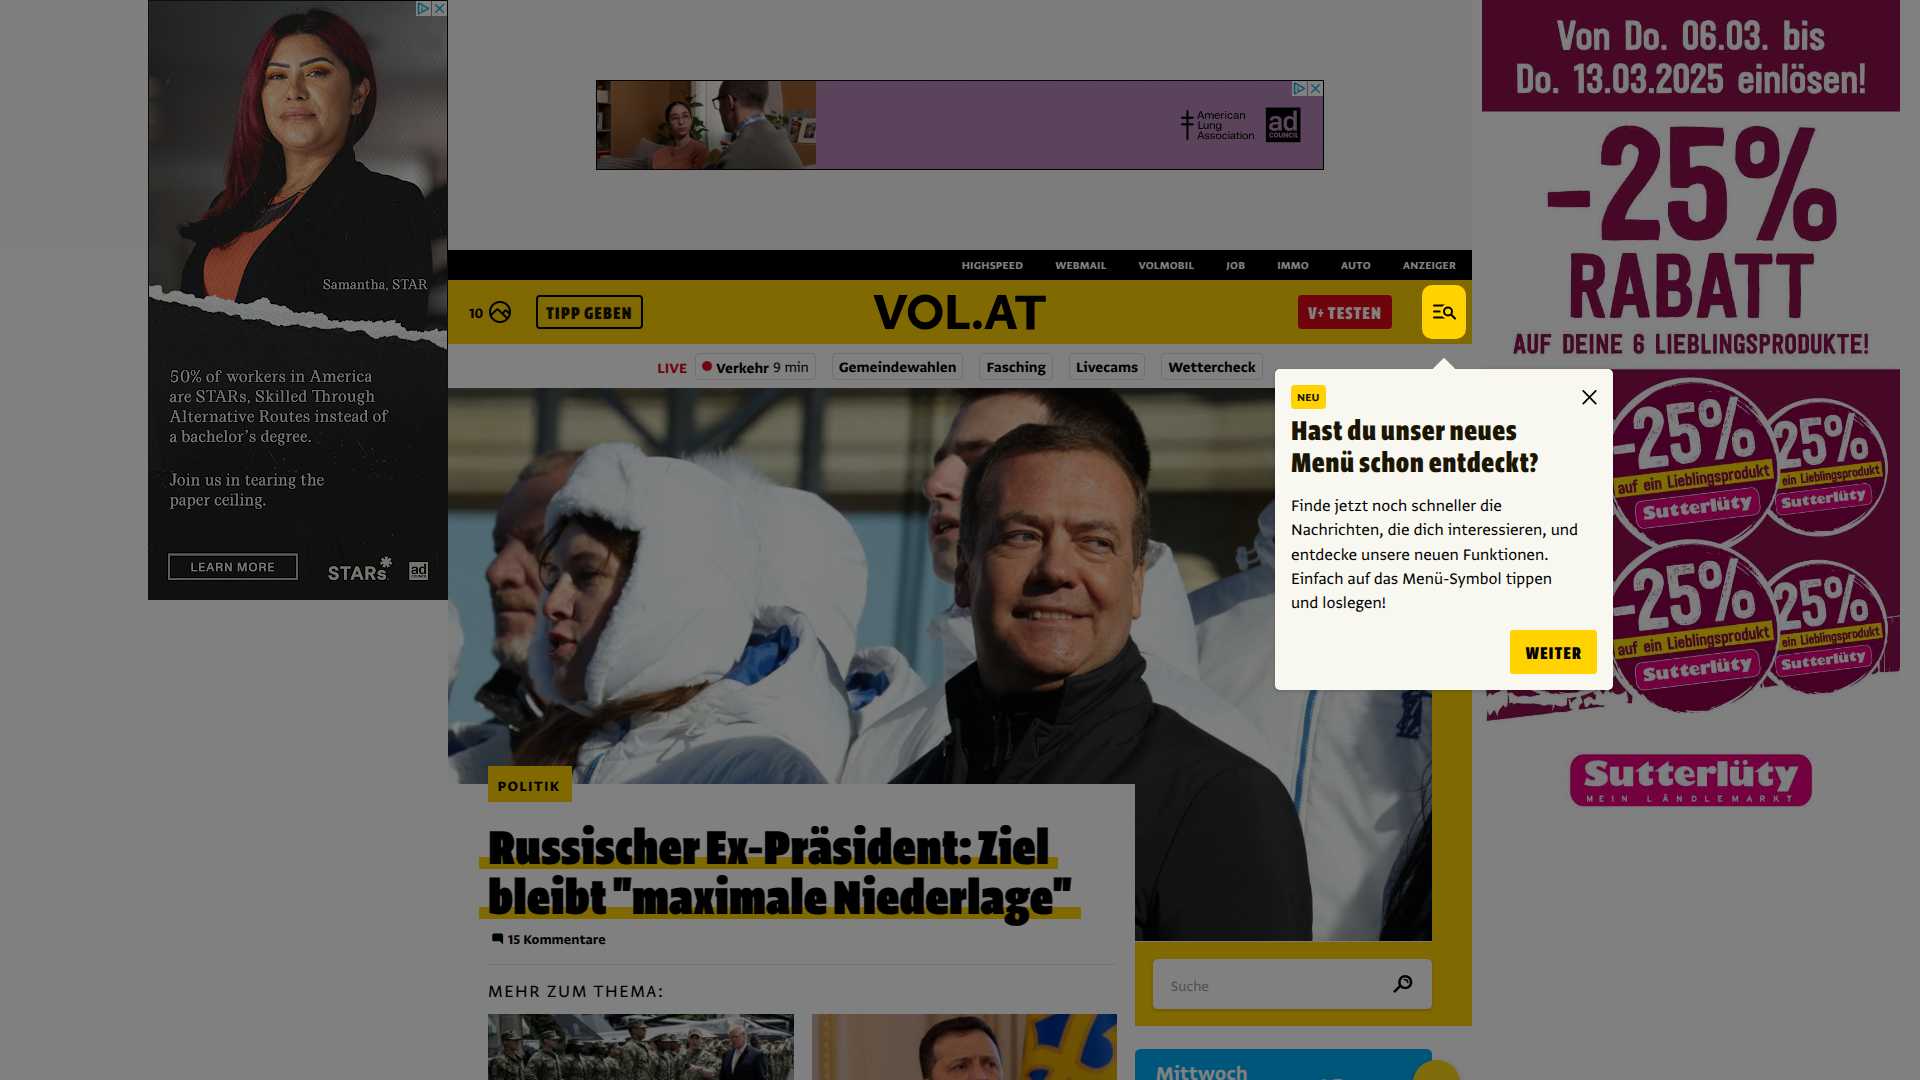 Samantha, STAR
50% of workers in America
are STARs, Skilled Through
Alternative Routes instead of
a bachelor's degree.
Join us in tearing the
paper ceiling.
LEARN MORE
STARs
ad
COUNCIL
American
Lung
Association
ad
COUNCIL
HIGHSPEED WEBMAIL VOLMOBIL JOB IMMO AUTO ANZEIGER
10
TIPP GEBEN
VOL.AT
V+ TESTEN
LIVE
Verkehr 9 min
Gemeindewahlen
Fasching
Livecams
Wettercheck
NEU
Hast du unser neues
Menü schon entdeckt?
Finde jetzt noch schneller die
Nachrichten, die dich interessieren, und
entdecke unsere neuen Funktionen.
Einfach auf das Menü-Symbol tippen
und loslegen!
WEITER
POLITIK
Russischer Ex-Präsident: Ziel
bleibt "maximale Niederlage"
15 Kommentare
MEHR ZUM THEMA:
Suche
Mittwoch
Von Do. 06.03. bis
Do. 13.03.2025 einlösen!
-25%
RABATT
AUF DEINE 6 LIEBLINGSPRODUKTE!
-25%
auf ein Lieblingsprodukt
Sutterlüty
25%
ein Lieblingsprodukt
Sutterlüty
-25%
auf ein Lieblingsprodukt
Sutterlüty
25%
ein Lieblingsprodukt
Sutterlüty
Sutterlüty
MEIN LÄNDLEMARKT